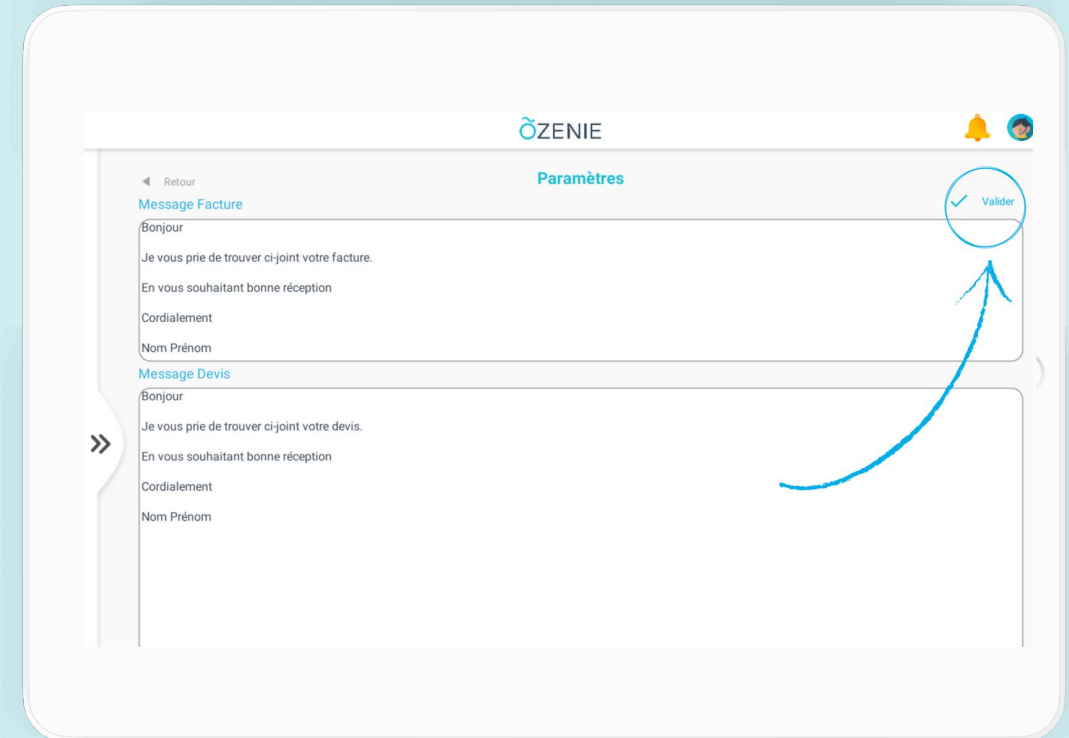 ÕZENIE
Retour
Paramètres
Valider
Message Facture
Bonjour
Je vous prie de trouver ci-joint votre facture.
En vous souhaitant bonne réception
Cordialement
Nom Prénom
Message Devis
Bonjour
Je vous prie de trouver ci-joint votre devis.
En vous souhaitant bonne réception
Cordialement
Nom Prénom